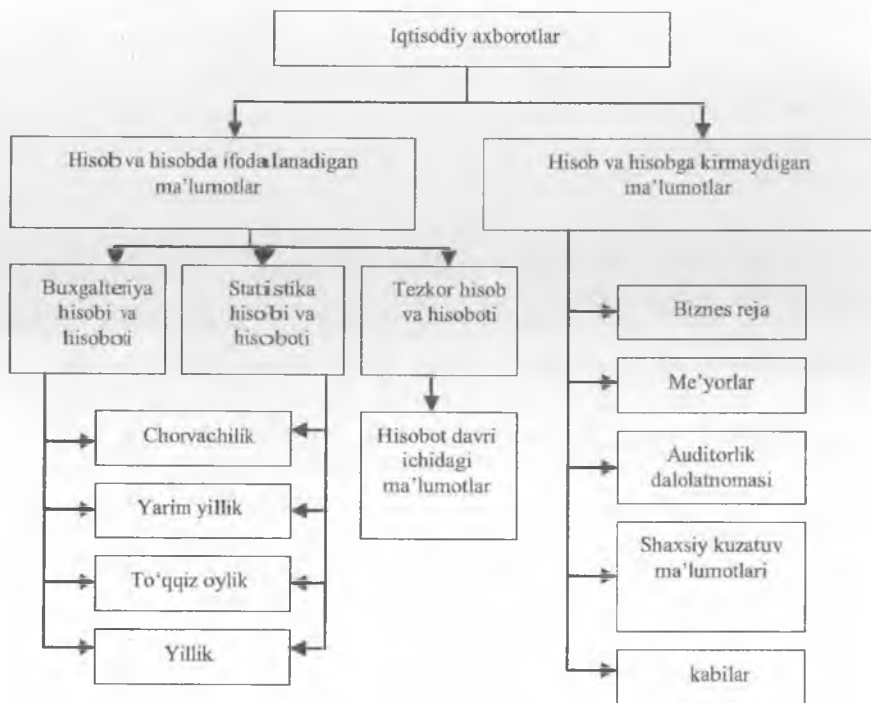 Iqtisodiy axborotlar
Hisob va hisobda ifodalanadigan
ma'lumotlar
Hisob va hisobga kirmaydigan
ma'lumotlar
Buxgalteriya
hisobi va
hisoboti
Statistika
hisobi va
hisoboti
Tezkor hisob
va hisoboti
Chorvachilik
Yarim yillik
To‘qqiz oylik
Yillik
Hisobot davri
ichidagi
ma'lumotlar
Biznes reja
Me'yorlar
Auditorlik
dalolatnomasi
Shaxsiy kuzatuv
ma'lumotlari
kabilar